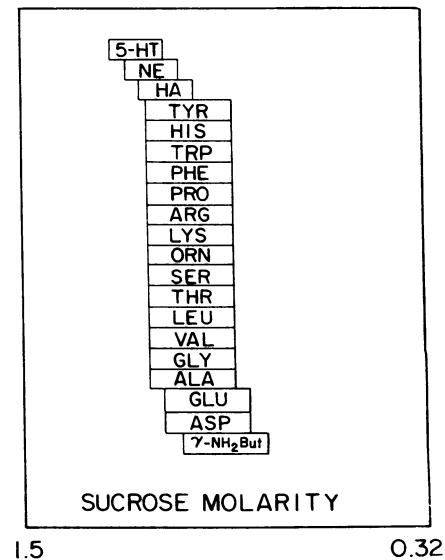 5-HT
NE
HA
TYR
HIS
TRP
PHE
PRO
ARG
LYS
ORN
SER
THR
LEU
VAL
GLY
ALA
GLU
ASP
γ-NH₂But
SUCROSE MOLARITY
1.5 0.32